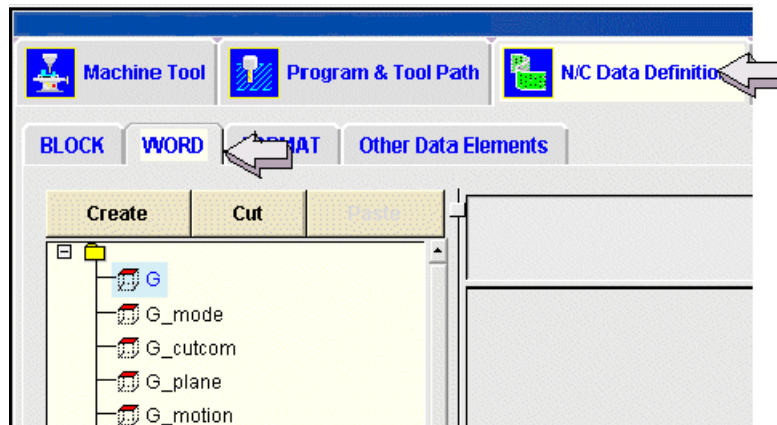 Machine Tool Program & Tool Path N/C Data Definitio
BLOCK WORD Other Data Elements
Create Cut Paste
G
G_mode
G_cutcom
G_plane
G_motion